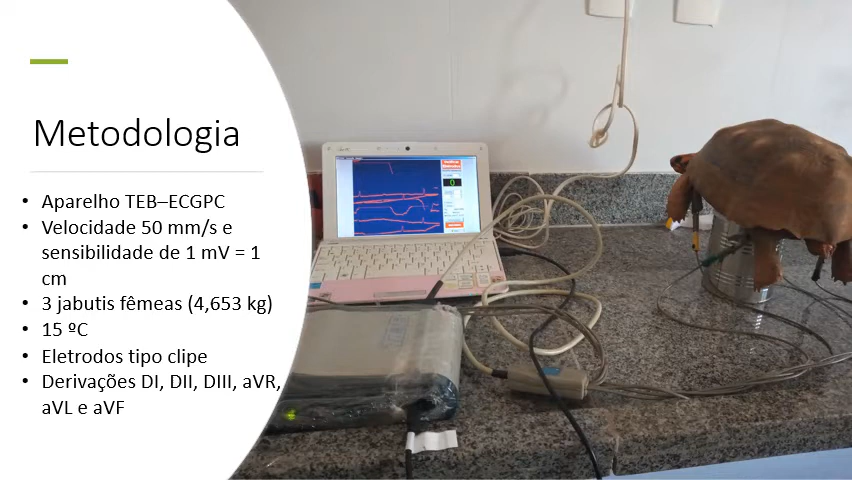 Metodologia
• Aparelho TEB–ECGPC
• Velocidade 50 mm/s e
sensibilidade de 1 mV = 1
cm
• 3 jabutis fêmeas (4,653 kg)
• 15 ºC
• Eletrodos tipo clipe
• Derivações DI, DII, DIII, aVR,
aVL e aVF